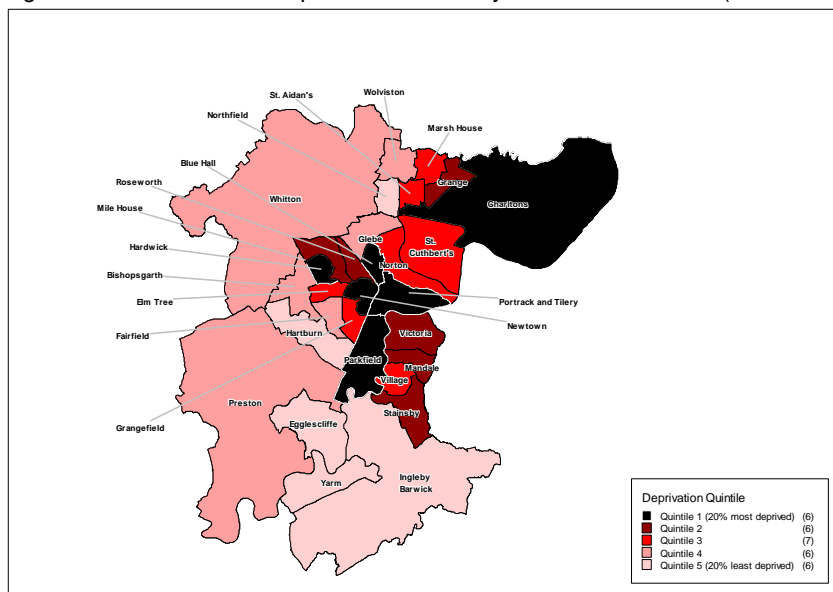 St. Aidan's
Wolviston
Northfield
Marsh House
Blue Hall
Grange
Roseworth
Whitton
Charltons
Mile House
Glebe
St.
Cuthbert's
Hardwick
Norton
Bishopsgarth
Elm Tree
Portrack and Tilery
Newtown
Fairfield
Hartburn
Victoria
Parkfield
Mandale
Village
Preston
Stainsby
Grangefield
Egglescliffe
Ingleby
Barwick
Yarm
Deprivation Quintile
Quintile 1 (20% most deprived) (6)
Quintile 2 (6)
Quintile 3 (7)
Quintile 4 (6)
Quintile 5 (20% least deprived) (6)